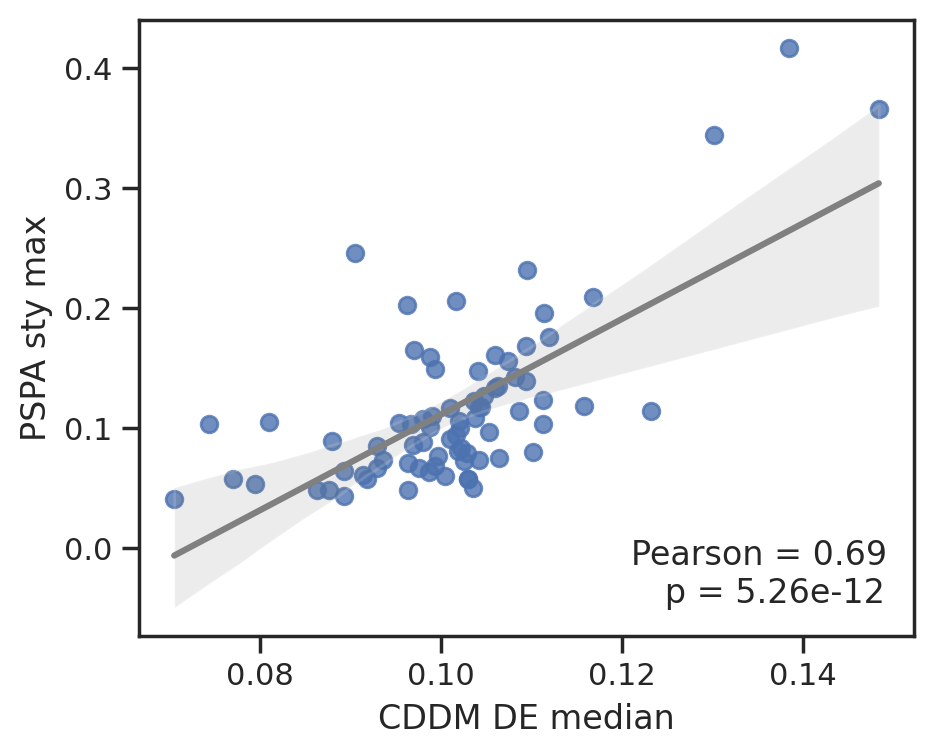 PSPA sty max
0.4
0.3
0.2
0.1
0.0
Pearson = 0.69
p = 5.26e-12
0.08 0.10 0.12 0.14
CDDM DE median